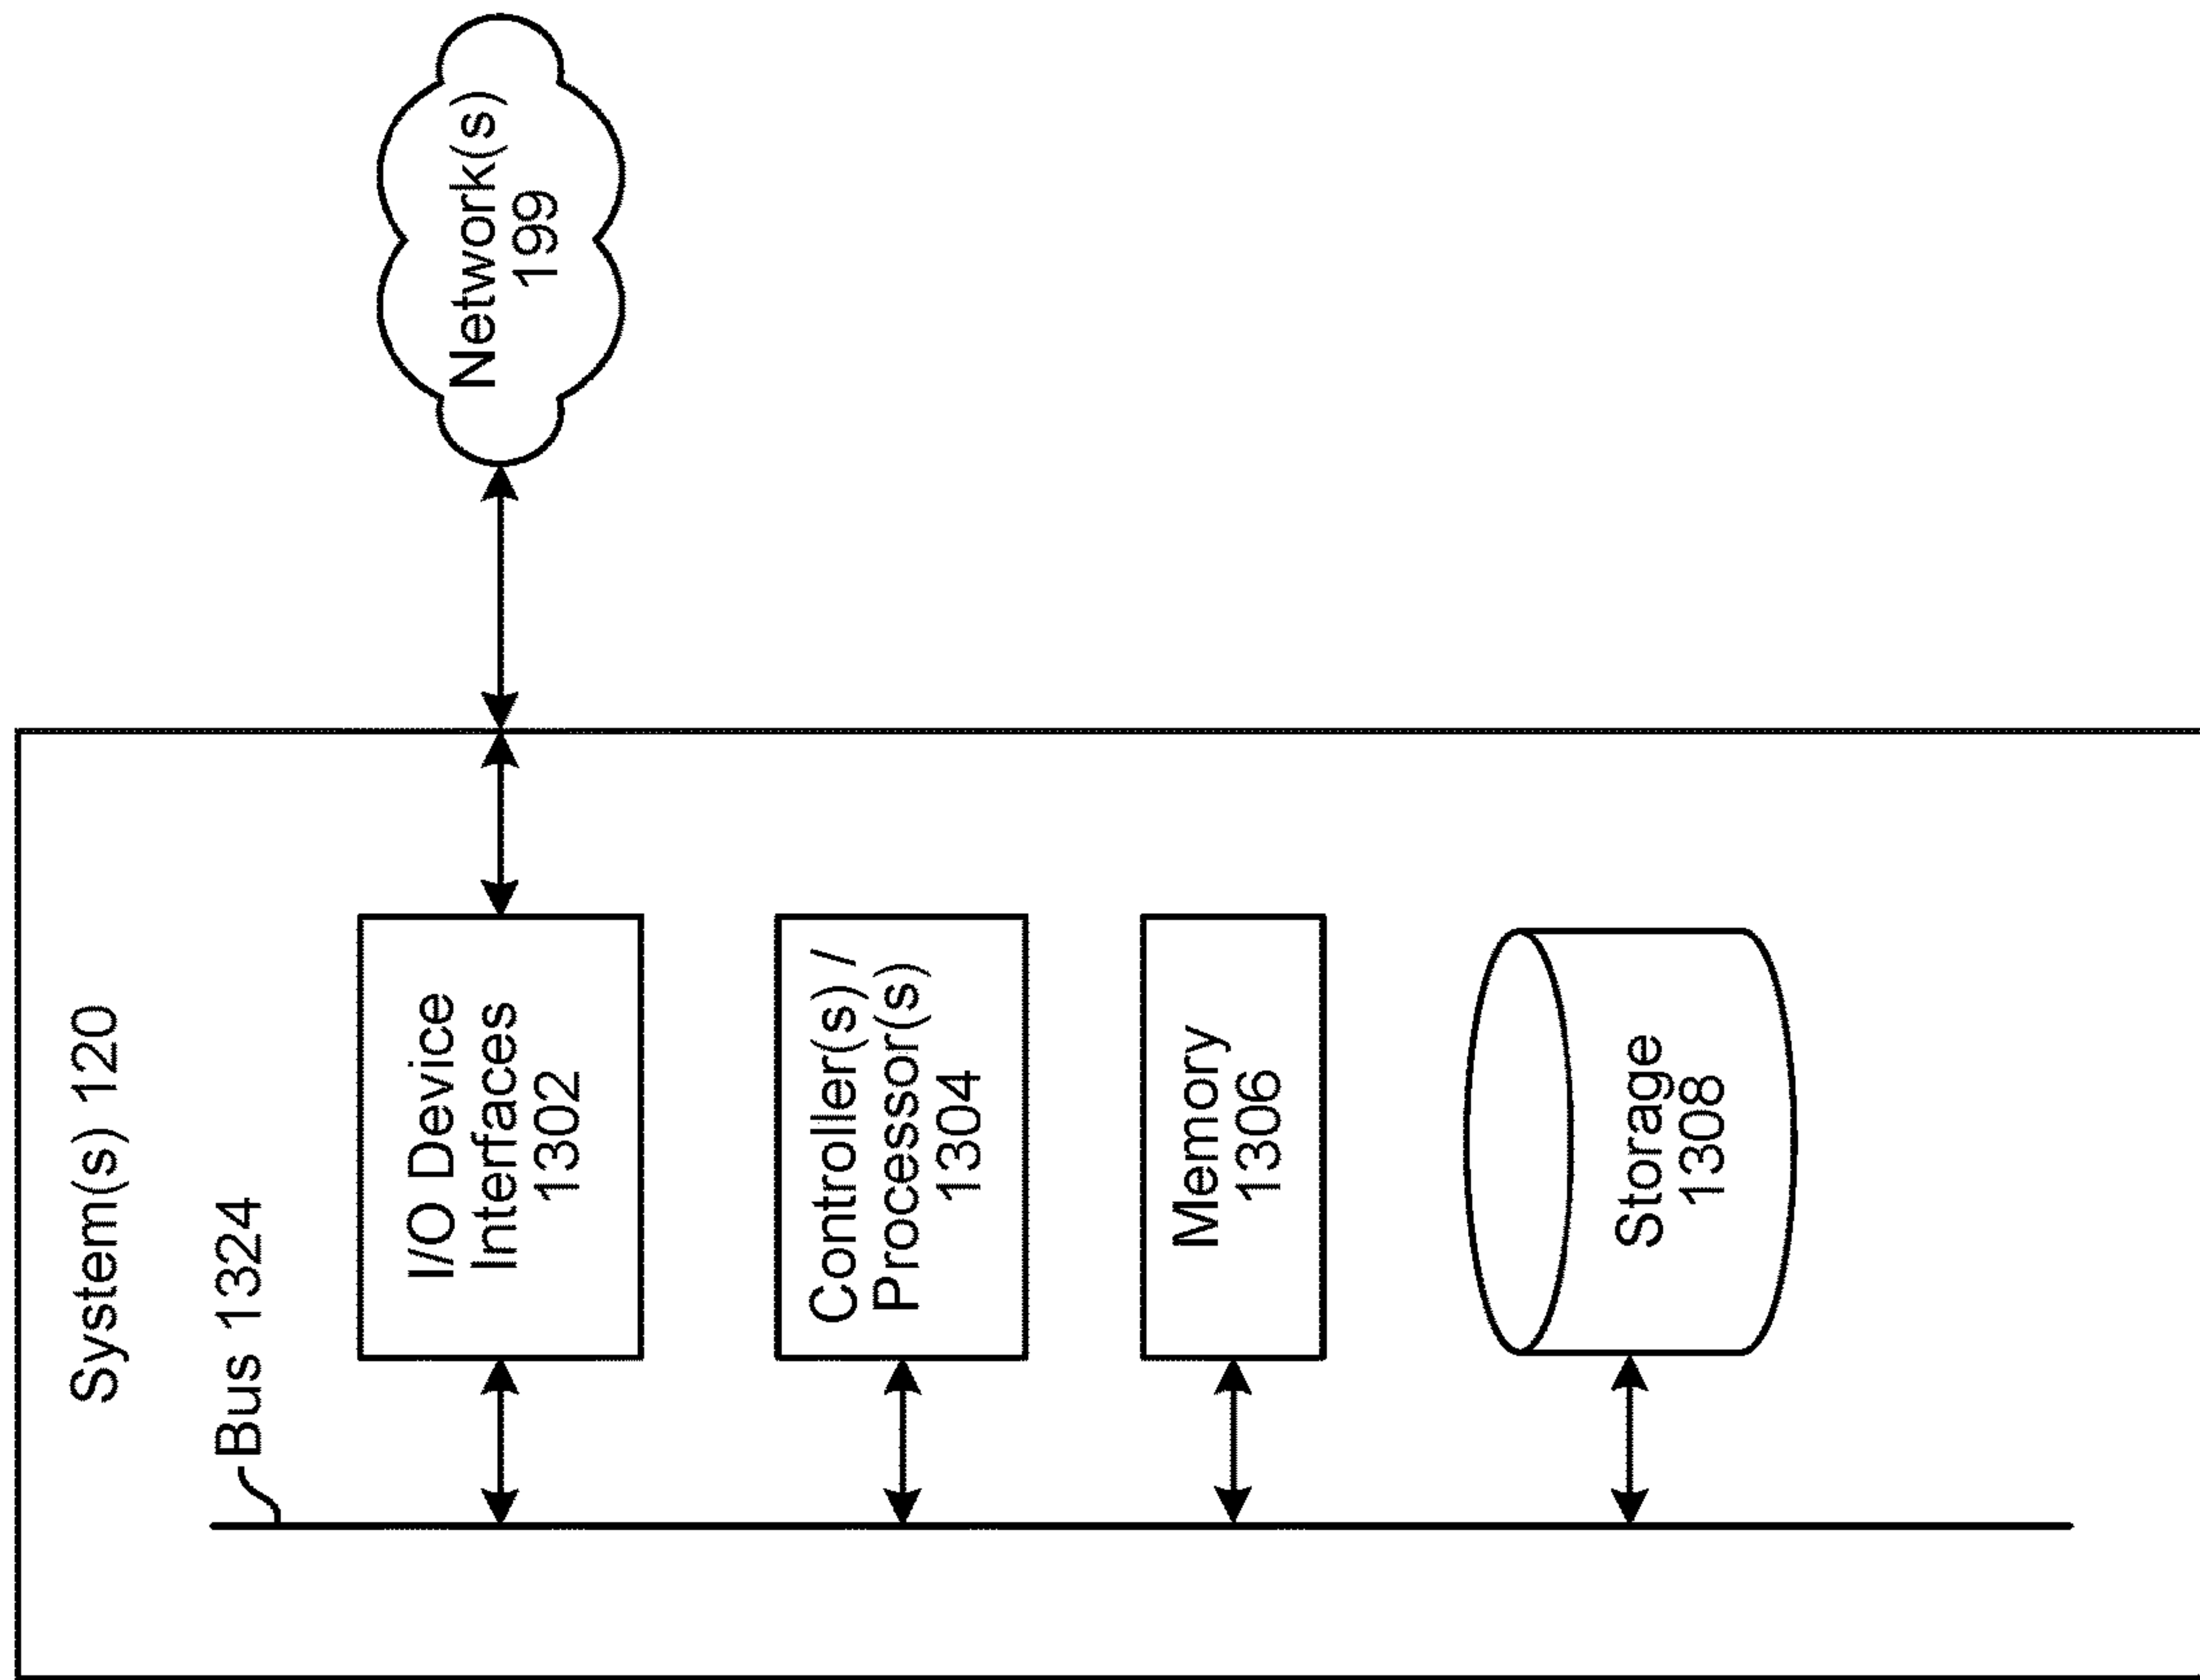 System(s) 120
Bus 1324
I/O Device
Interfaces
1302
Network(s)
199
Controller(s) /
Processor(s)
1304
Memory
1306
Storage
1308